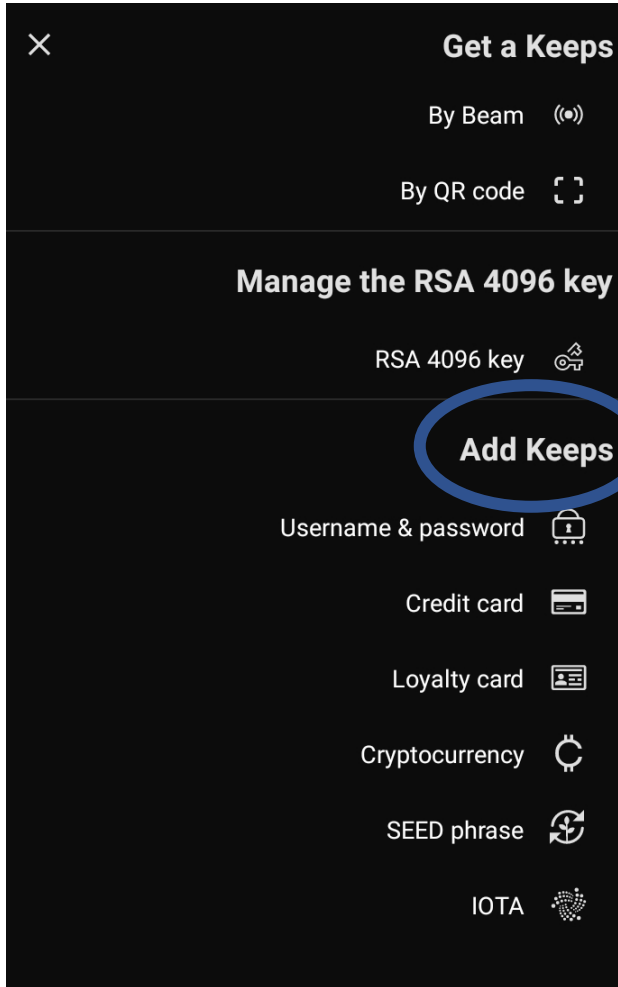 Get a Keeps
By Beam
By QR code
Manage the RSA 4096 key
RSA 4096 key
Add Keeps
Username & password
Credit card
Loyalty card
Cryptocurrency
SEED phrase
IOTA